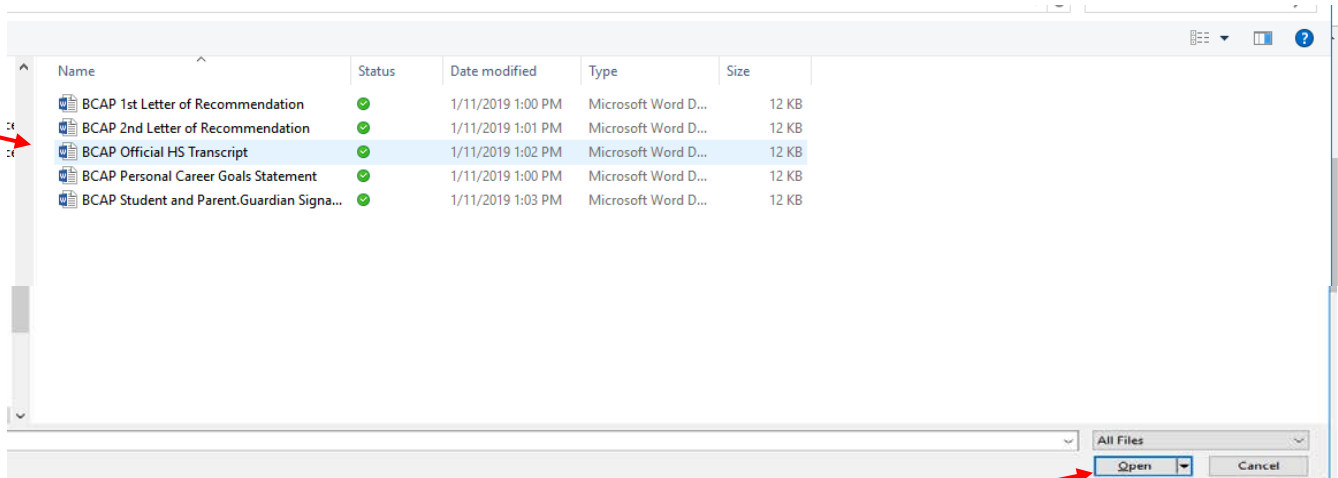 Name Status Date modified Type Size
BCAP 1st Letter of Recommendation 1/11/2019 1:00 PM Microsoft Word D... 12 KB
BCAP 2nd Letter of Recommendation 1/11/2019 1:01 PM Microsoft Word D... 12 KB
BCAP Official HS Transcript 1/11/2019 1:02 PM Microsoft Word D... 12 KB
BCAP Personal Career Goals Statement 1/11/2019 1:00 PM Microsoft Word D... 12 KB
BCAP Student and Parent.Guardian Signa... 1/11/2019 1:03 PM Microsoft Word D... 12 KB
All Files
Open Cancel